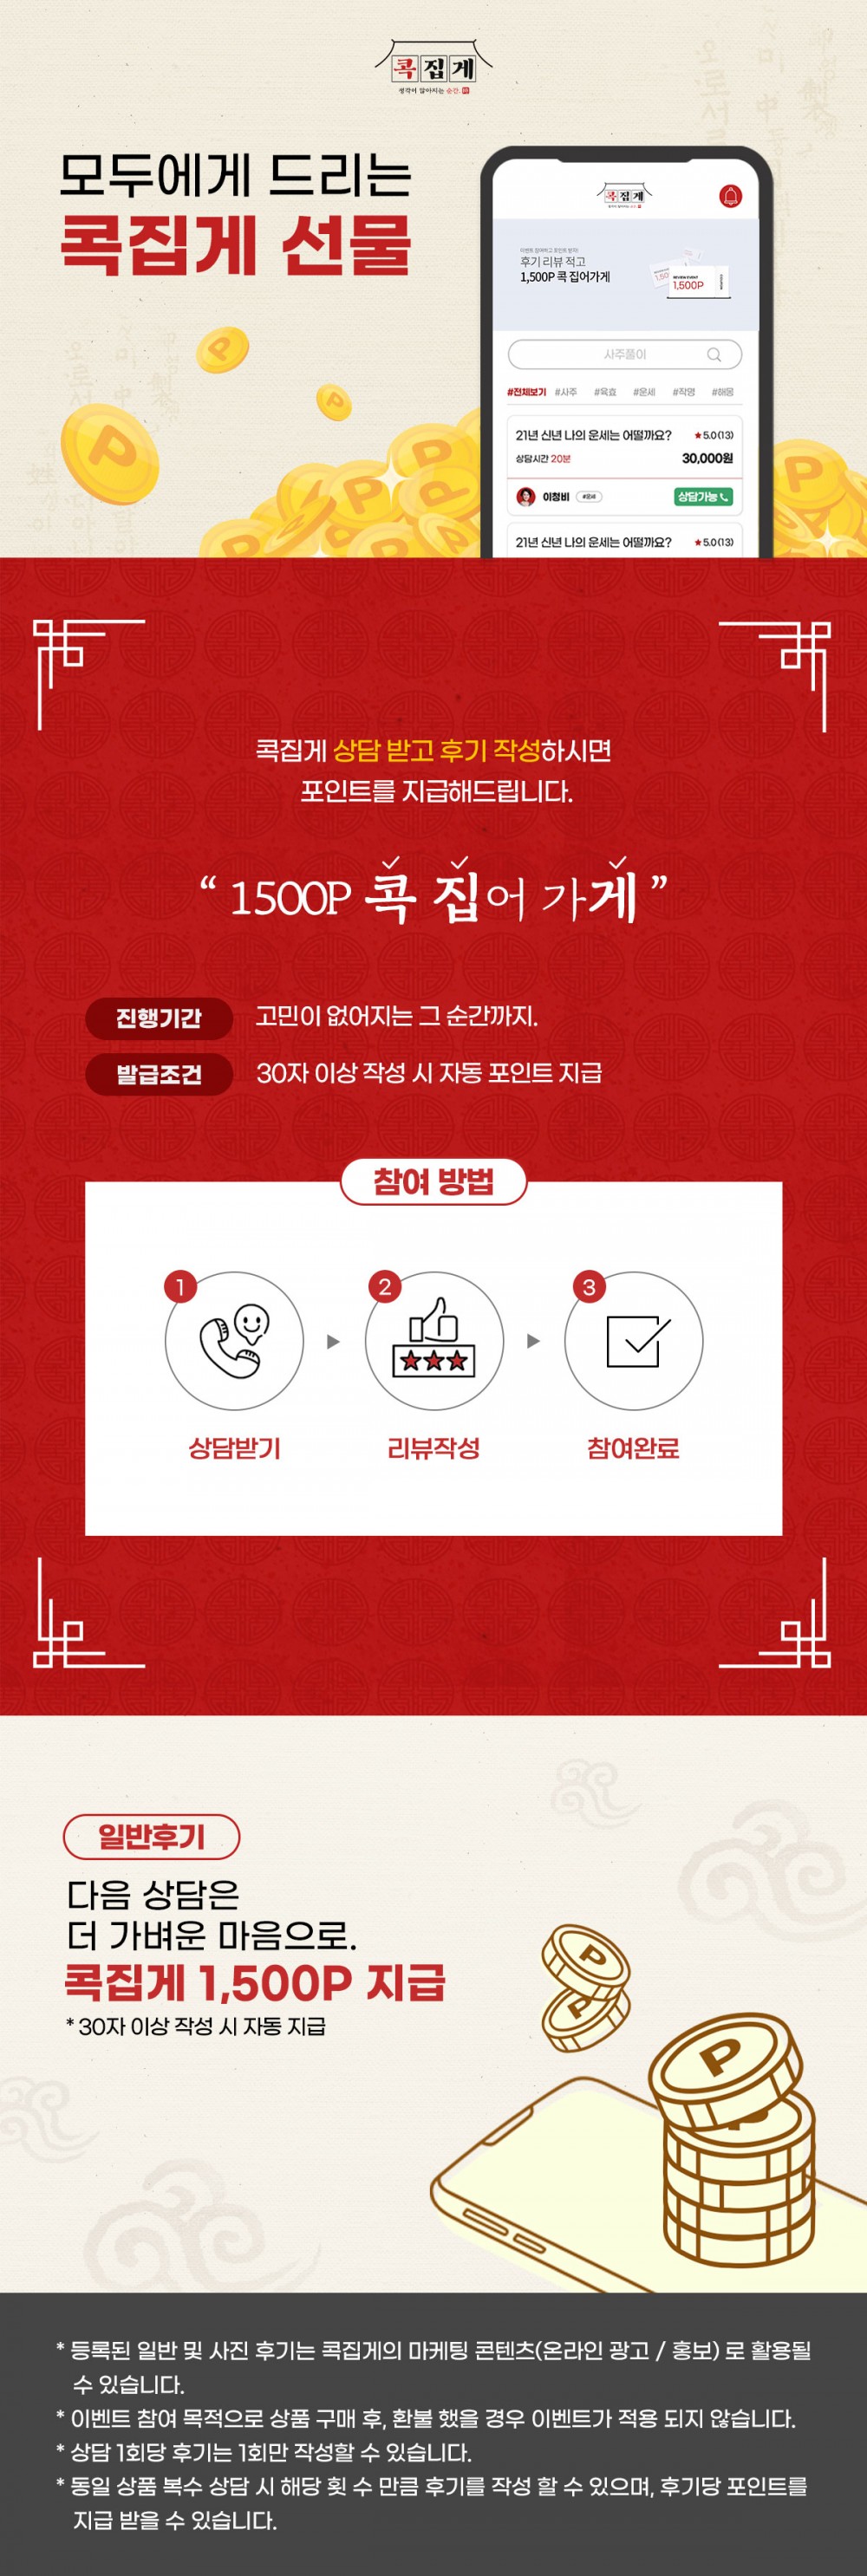 콕집게
생각이 많아지는 순간.
모두에게 드리는
콕집게 선물
콕집게
후기 리뷰 적고
1,500P 콕 집어가게
REVIEW EVENT
1,500P
사주풀이
#전체보기 #사주 #육효 #운세 #작명 #해몽
21년 신년 나의 운세는 어떨까요? ★5.0(13)
상담시간 20분 30,000원
이청비 #운세 상담가능
21년 신년 나의 운세는 어떨까요? ★5.0(13)
P
P
콕집게 상담 받고 후기 작성하시면
포인트를 지급해드립니다.
“ 1500P 콕 집어 가게 ”
진행기간 고민이 없어지는 그 순간까지.
발급조건 30자 이상 작성 시 자동 포인트 지급
참여 방법
1 2 3
상담받기 리뷰작성 참여완료
일반후기
다음 상담은
더 가벼운 마음으로.
콕집게 1,500P 지급
* 30자 이상 작성 시 자동 지급
P
P
P
* 등록된 일반 및 사진 후기는 콕집게의 마케팅 콘텐츠(온라인 광고 / 홍보) 로 활용될
수 있습니다.
* 이벤트 참여 목적으로 상품 구매 후, 환불 했을 경우 이벤트가 적용 되지 않습니다.
* 상담 1회당 후기는 1회만 작성할 수 있습니다.
* 동일 상품 복수 상담 시 해당 횟 수 만큼 후기를 작성 할 수 있으며, 후기당 포인트를
지급 받을 수 있습니다.